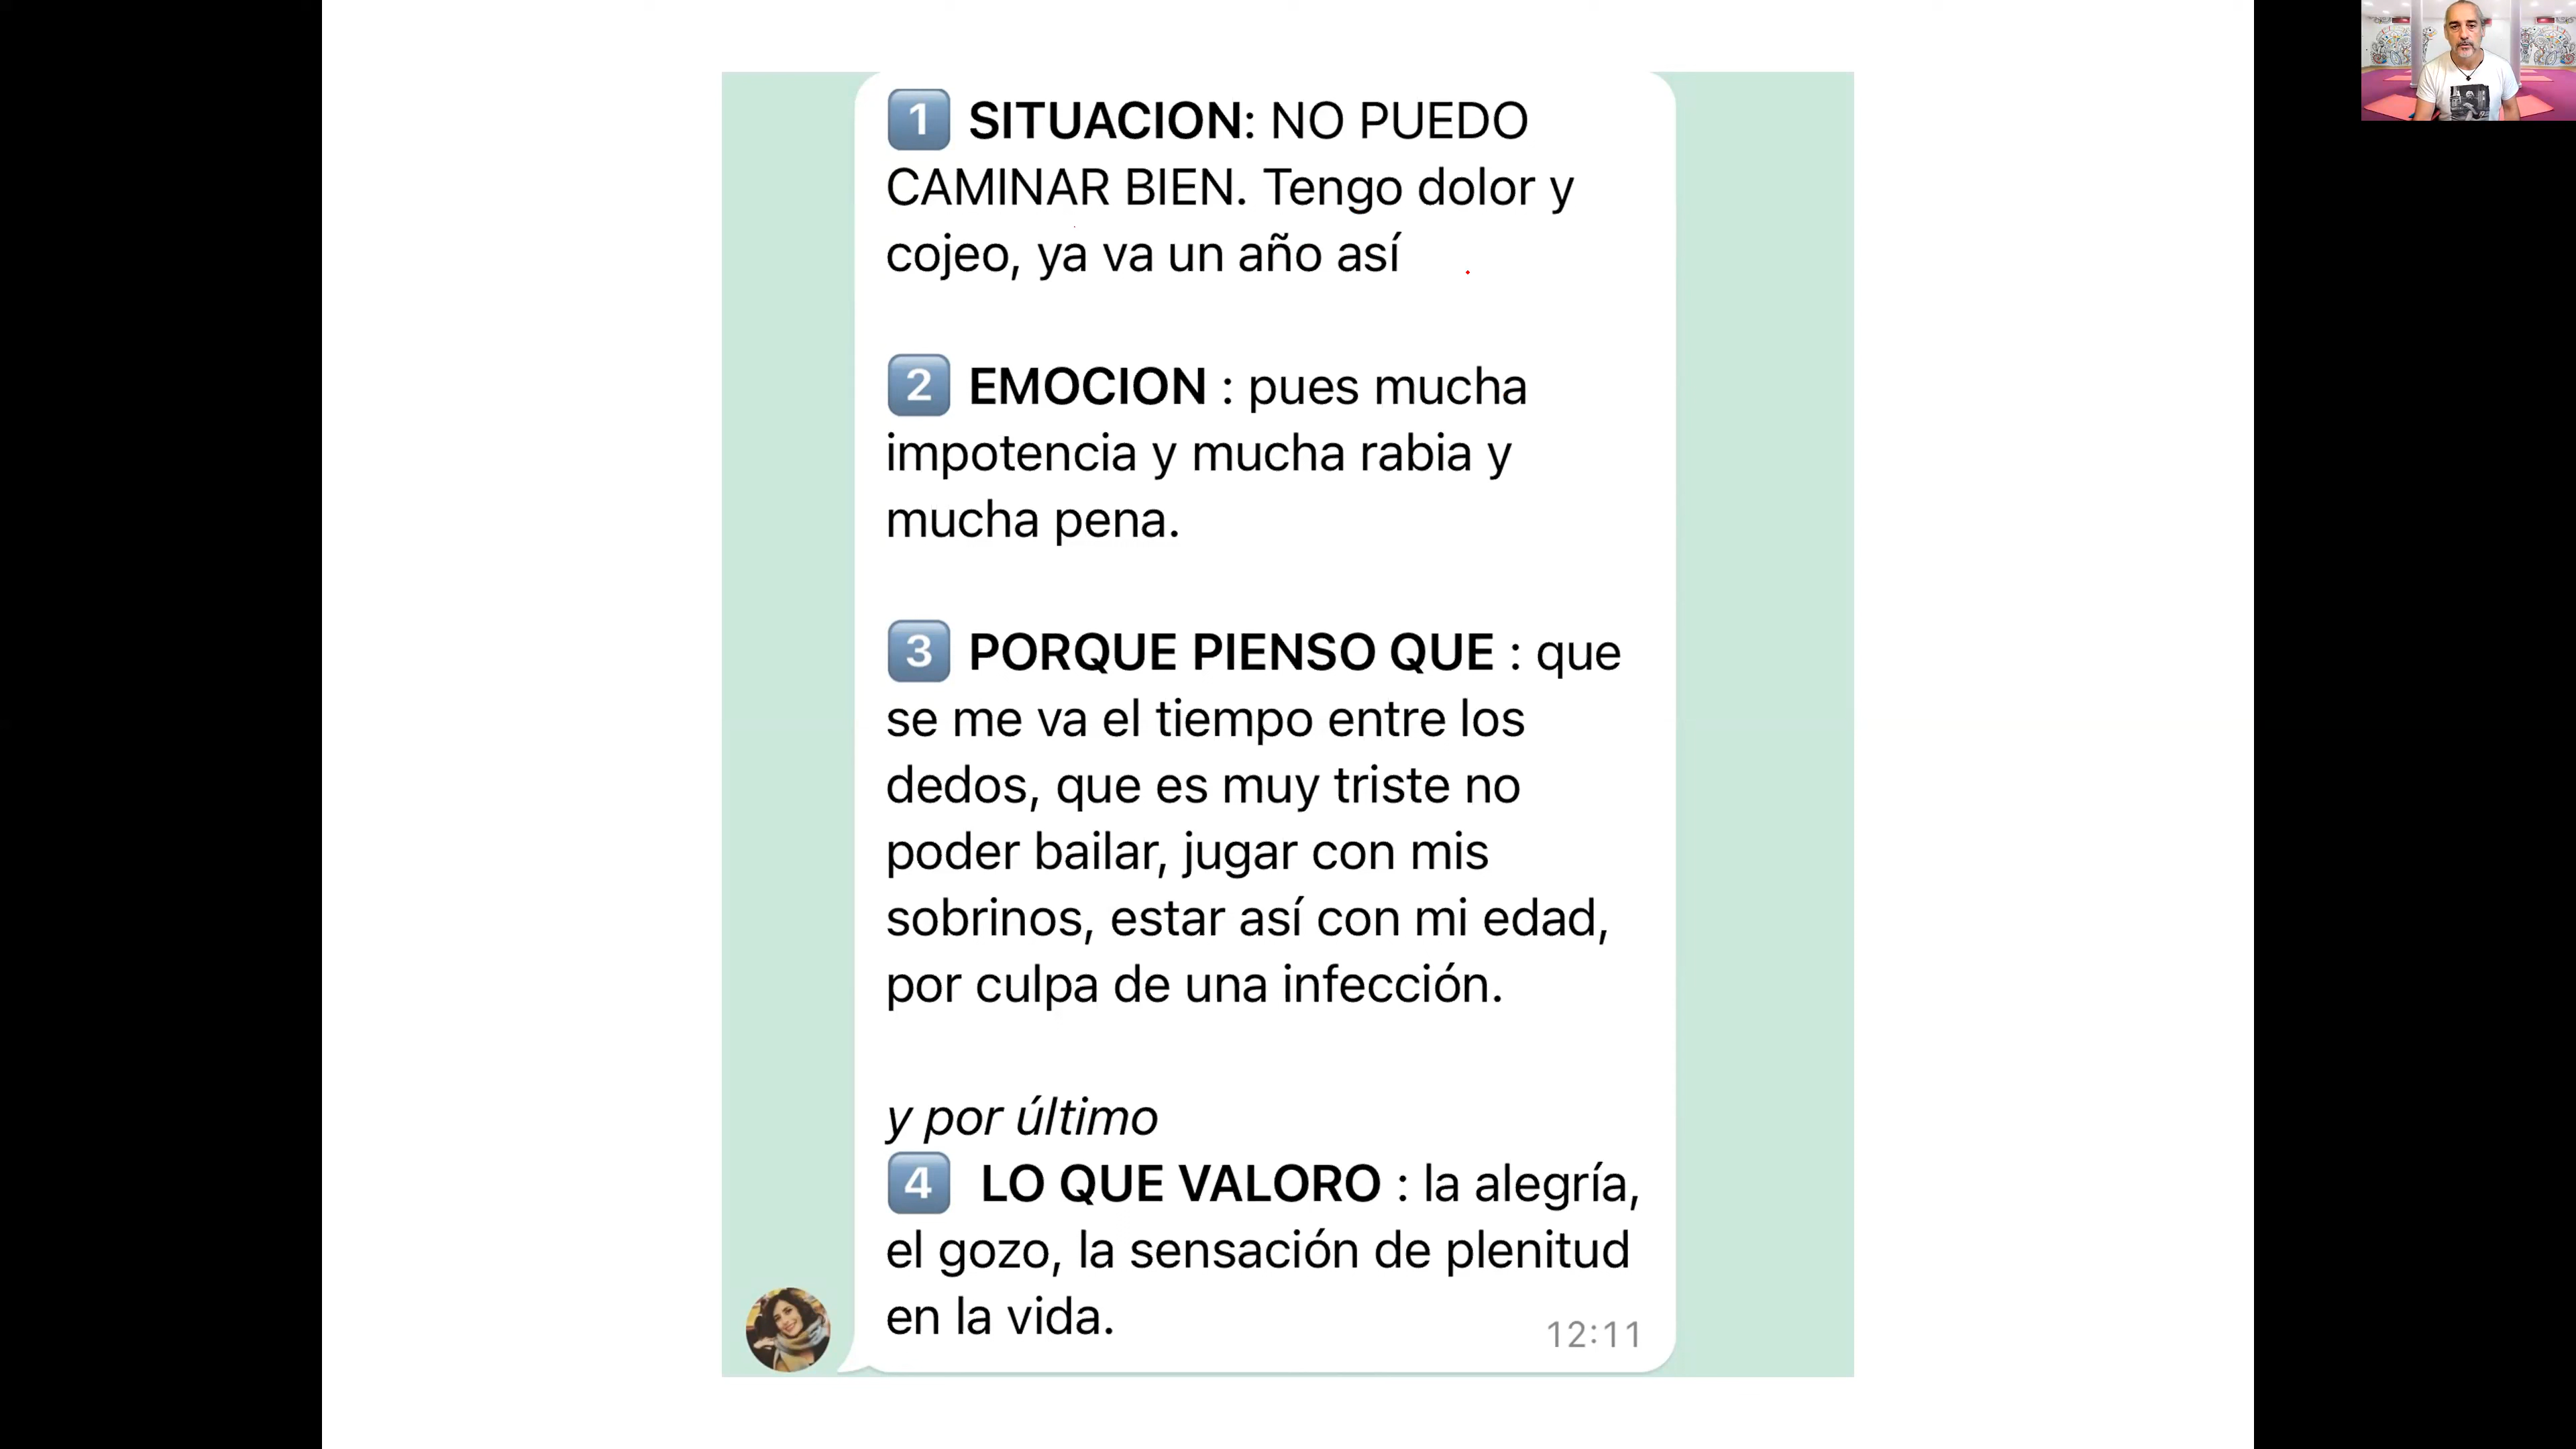 1 SITUACION: NO PUEDO
CAMINAR BIEN. Tengo dolor y
cojeo, ya va un año así
2 EMOCION : pues mucha
impotencia y mucha rabia y
mucha pena.
3 PORQUE PIENSO QUE : que
se me va el tiempo entre los
dedos, que es muy triste no
poder bailar, jugar con mis
sobrinos, estar así con mi edad,
por culpa de una infección.
y por último
4 LO QUE VALORO : la alegría,
el gozo, la sensación de plenitud
en la vida.
12:11